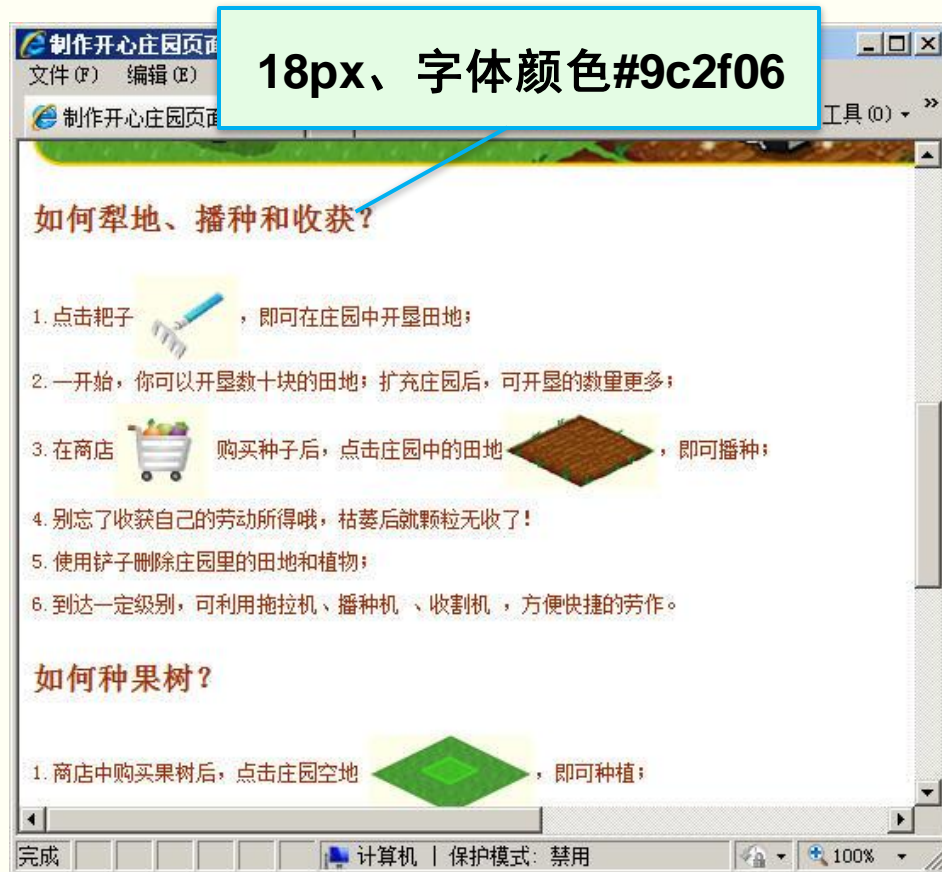 制作开心庄园页面
18px、字体颜色#9c2f06
文件(F) 编辑(E)
制作开心庄园页面
工具(O)
如何犁地、播种和收获?
1.点击耙子 ,即可在庄园中开垦田地;
2.一开始,你可以开垦数十块的田地;扩充庄园后,可开垦的数量更多;
3.在商店 购买种子后,点击庄园中的田地 ,即可播种;
4.别忘了收获自己的劳动所得哦,枯萎后就颗粒无收了!
5.使用铲子删除庄园里的田地和植物;
6.到达一定级别,可利用拖拉机、播种机 、收割机 ,方便快捷的劳作。
如何种果树?
1.商店中购买果树后,点击庄园空地 ,即可种植;
完成 计算机 | 保护模式: 禁用 100%